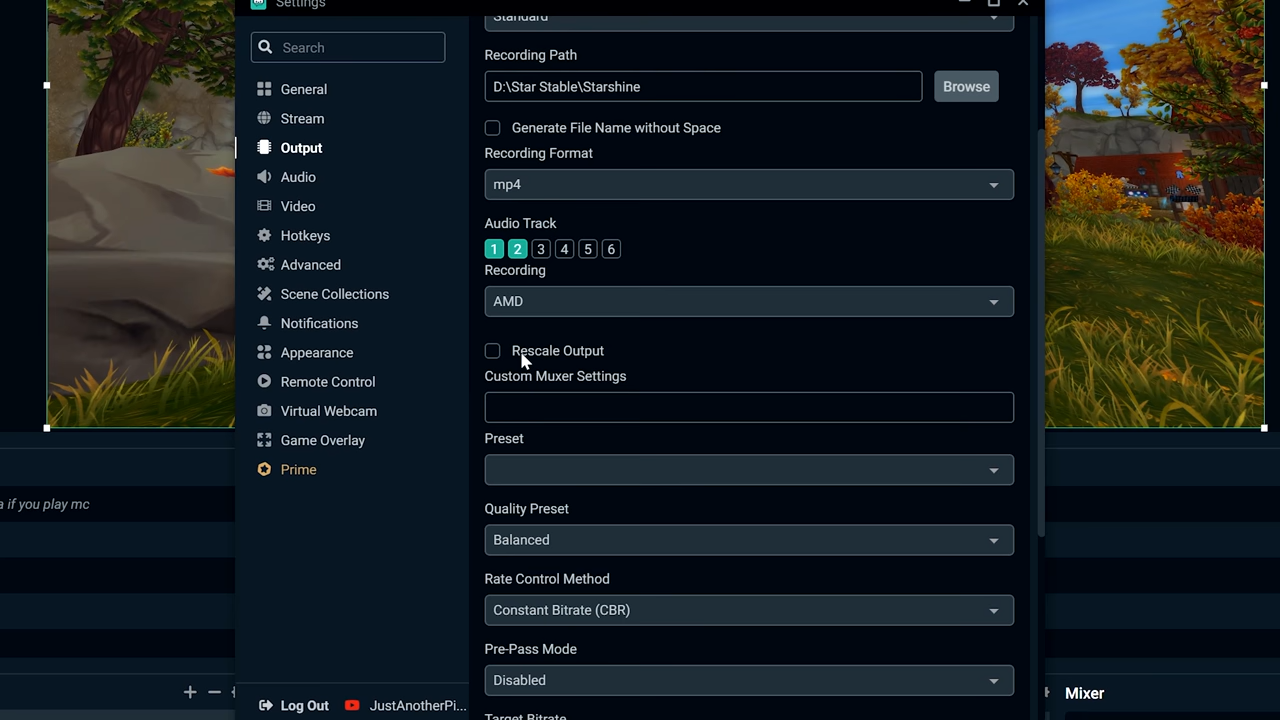 Settings
Search
General
Stream
Output
Audio
Video
Hotkeys
Advanced
Scene Collections
Notifications
Appearance
Remote Control
Virtual Webcam
Game Overlay
Prime
Log Out
JustAnotherPi...
Standard
Recording Path
D:\Star Stable\Starshine
Browse
Generate File Name without Space
Recording Format
mp4
Audio Track
1 2 3 4 5 6
Recording
AMD
Rescale Output
Custom Muxer Settings
Preset
Quality Preset
Balanced
Rate Control Method
Constant Bitrate (CBR)
Pre-Pass Mode
Disabled
Target Bitrate
a if you play mc
Mixer